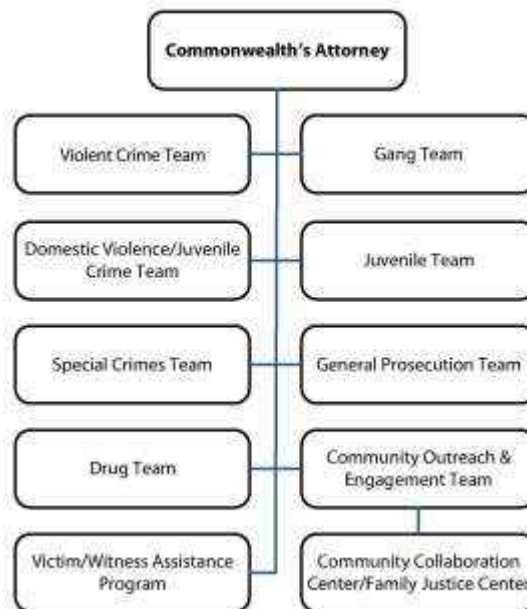 Commonwealth's Attorney
Violent Crime Team
Gang Team
Domestic Violence/Juvenile
Crime Team
Juvenile Team
Special Crimes Team
General Prosecution Team
Drug Team
Community Outreach &
Engagement Team
Victim/Witness Assistance
Program
Community Collaboration
Center/Family Justice Center